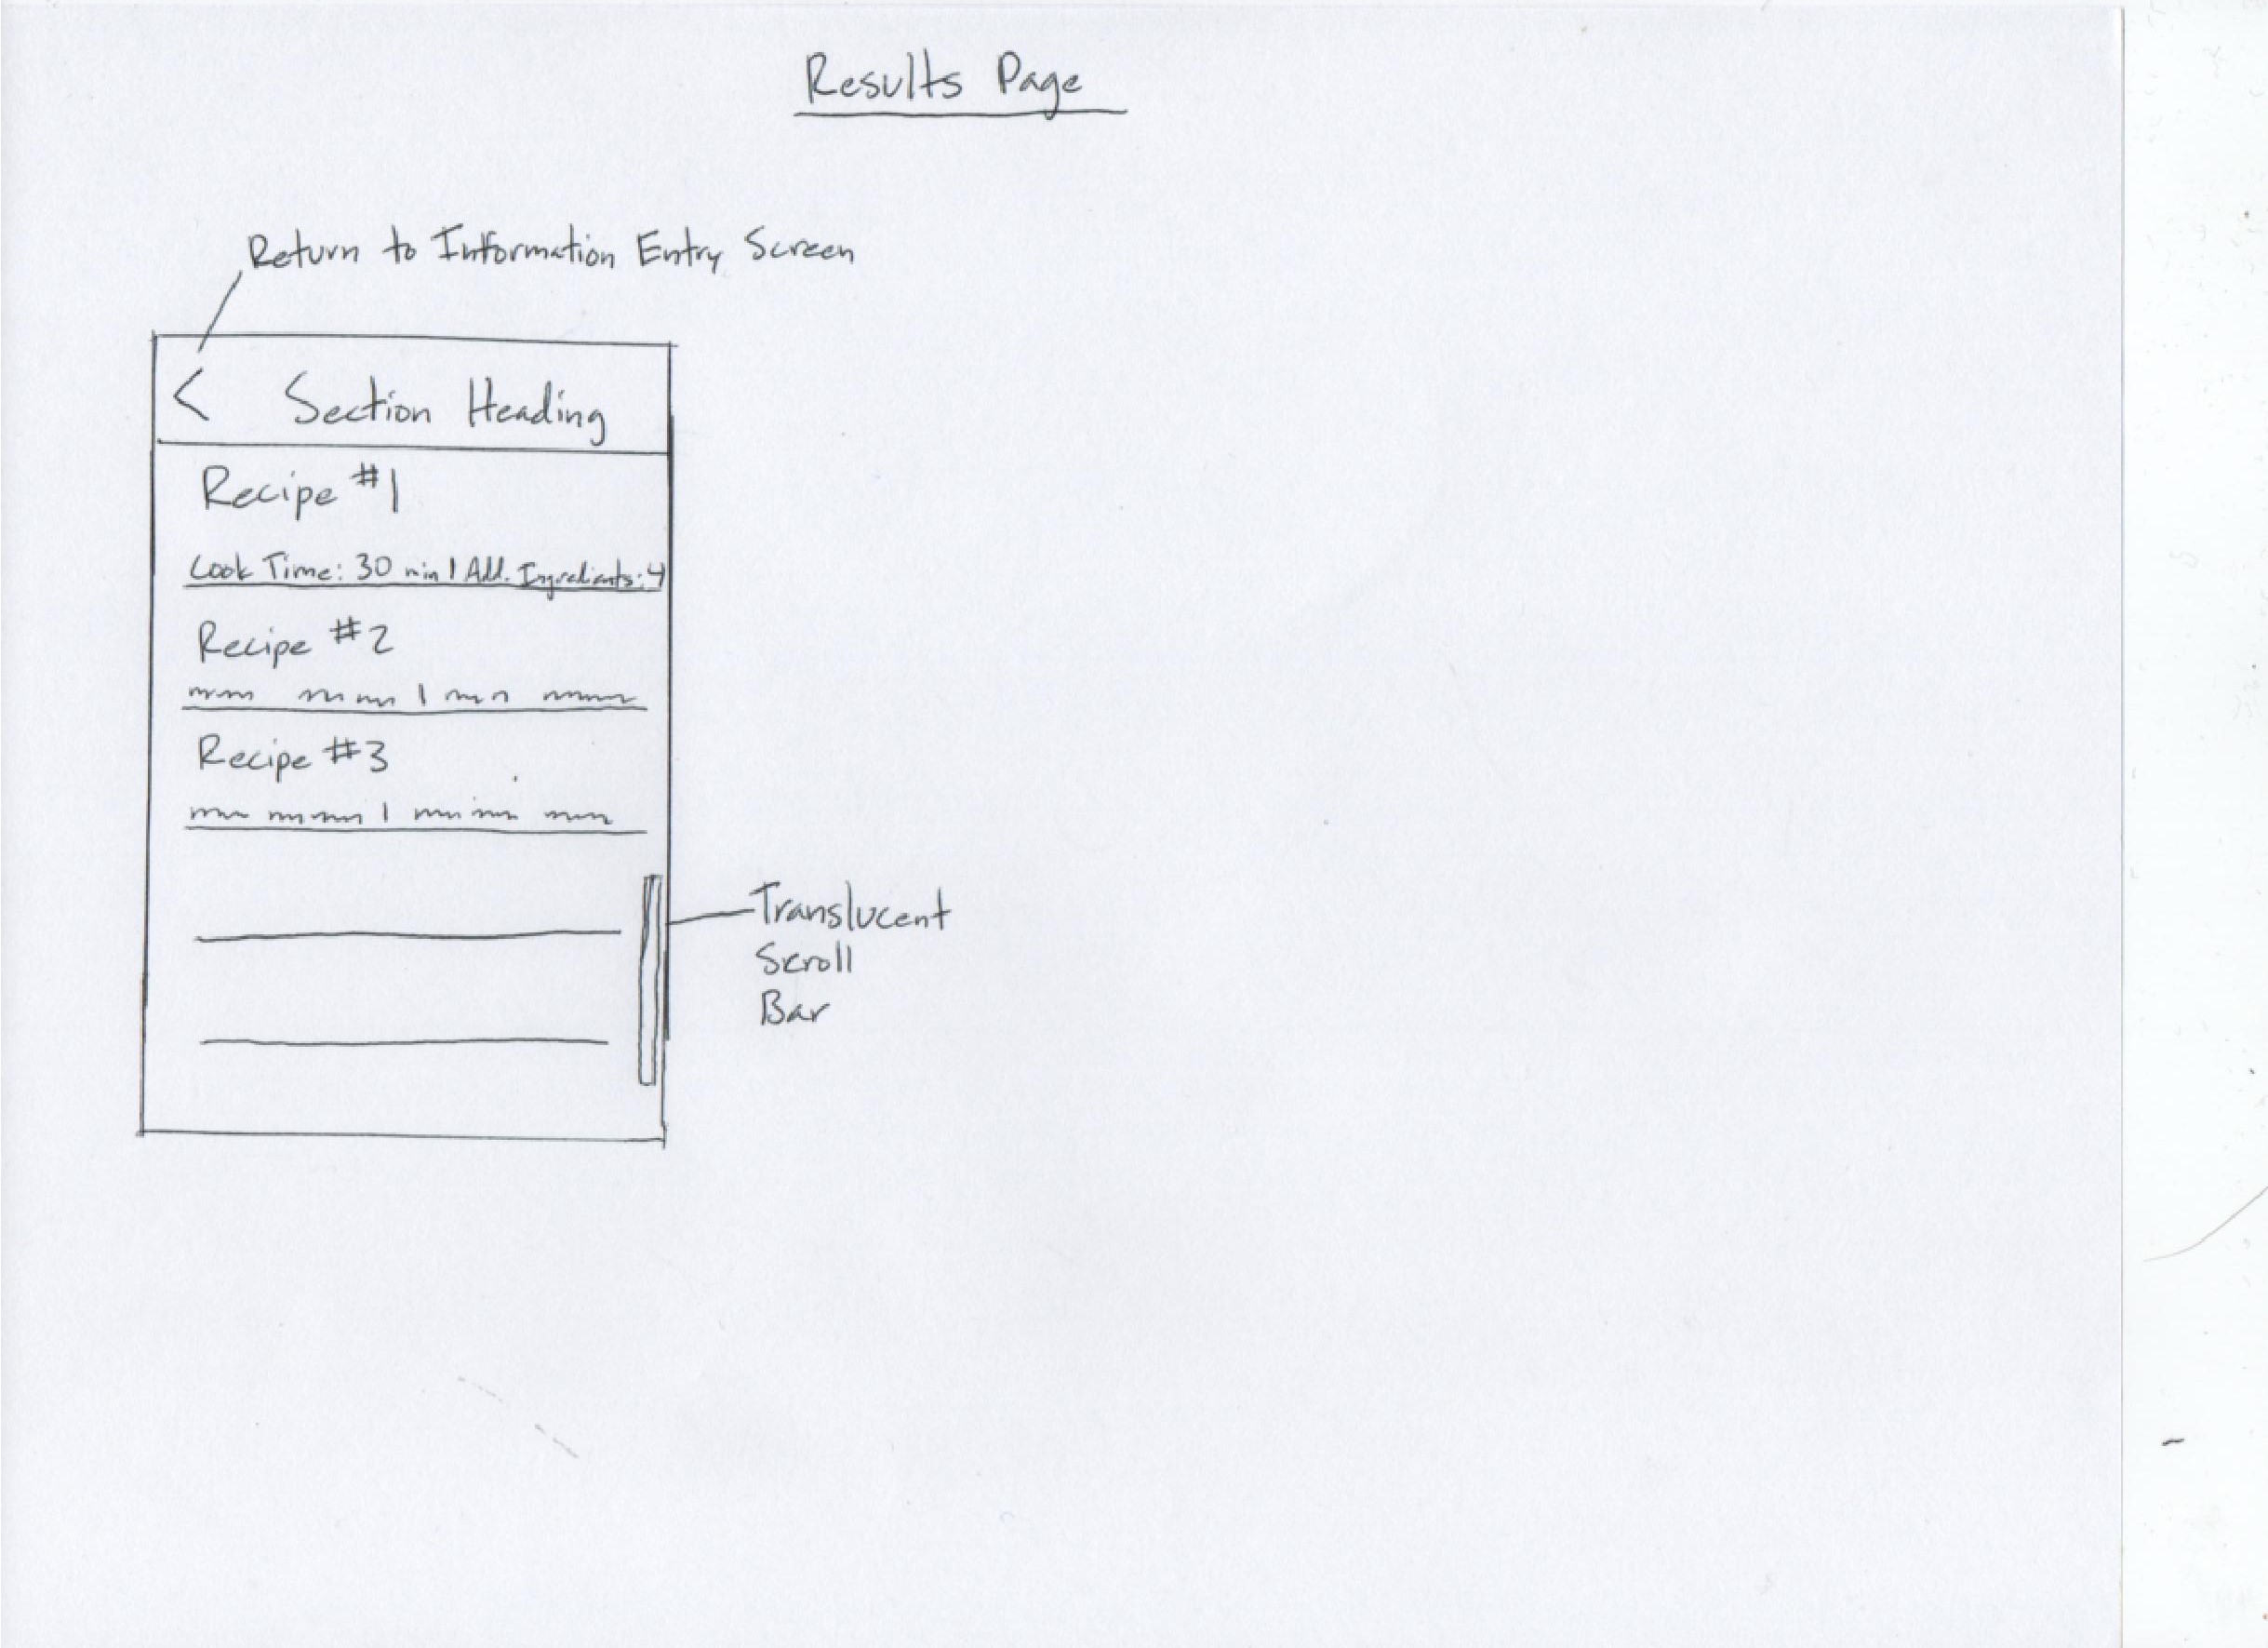 Results Page
Return to Information Entry Screen
< Section Heading
Recipe #1
Cook Time: 30 min | Add. Ingredients: 4
Recipe #2
Recipe #3
Translucent
Scroll
Bar